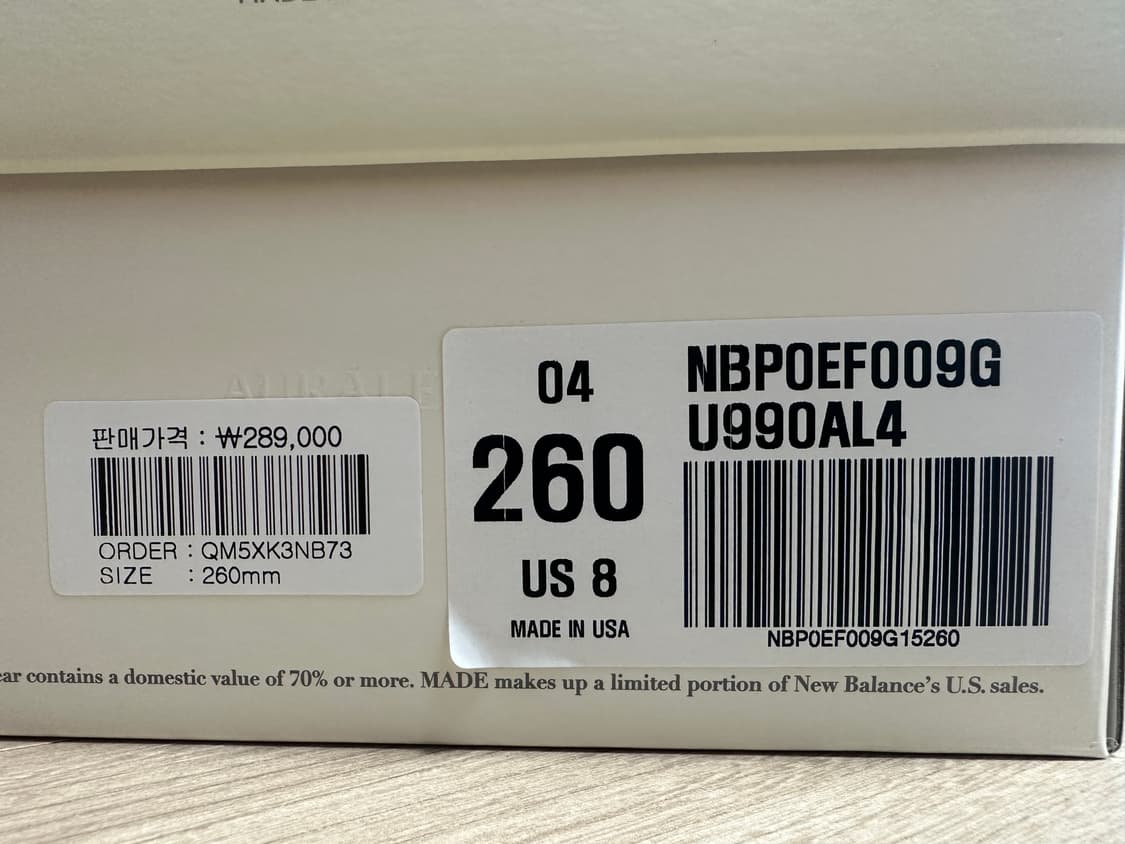 AURALEE
판매가격 : ₩289,000
ORDER : QM5XK3NB73
SIZE : 260mm
04
260
US 8
MADE IN USA
NBP0EF009G
U990AL4
NBP0EF009G15260
contains a domestic value of 70% or more. MADE makes up a limited portion of New Balance's U.S. sales.